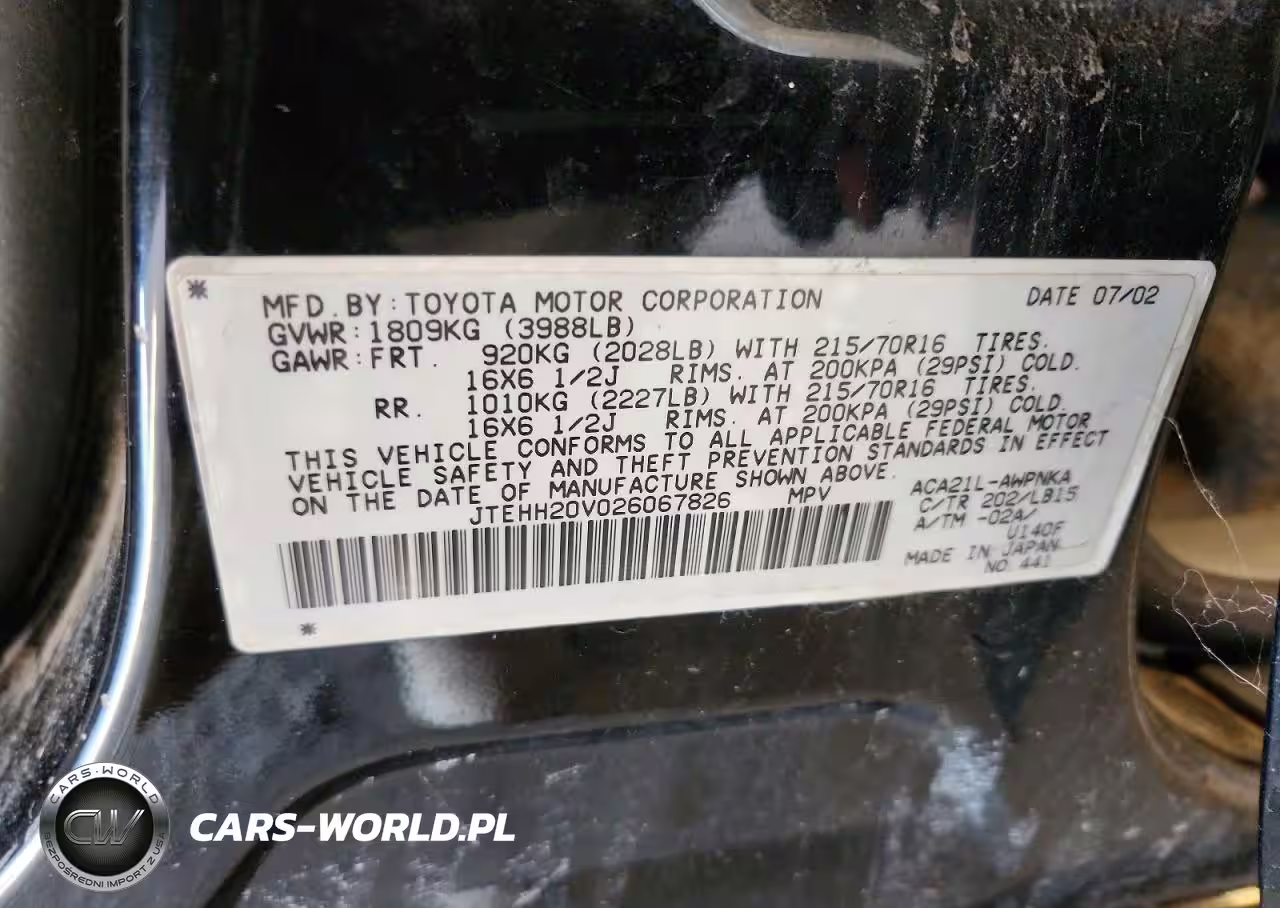 MFD. BY: TOYOTA MOTOR CORPORATION DATE 07/02
GVWR: 1809KG (3988LB)
GAWR: FRT. 920KG (2028LB) WITH 215/70R16 TIRES.
16X6 1/2J RIMS. AT 200KPA (29PSI) COLD.
RR. 1010KG (2227LB) WITH 215/70R16 TIRES.
16X6 1/2J RIMS. AT 200KPA (29PSI) COLD.
THIS VEHICLE CONFORMS TO ALL APPLICABLE FEDERAL MOTOR
VEHICLE SAFETY AND THEFT PREVENTION STANDARDS IN EFFECT
ON THE DATE OF MANUFACTURE SHOWN ABOVE.
JTEHH20V026067826 MPV
ACA21L-AWPNKA
C/TR 202/LB15
A/TM -02A/
U140F
MADE IN JAPAN
NO. 441
CARS-WORLD
CW
BEZPOŚREDNI IMPORT Z USA
CARS-WORLD.PL